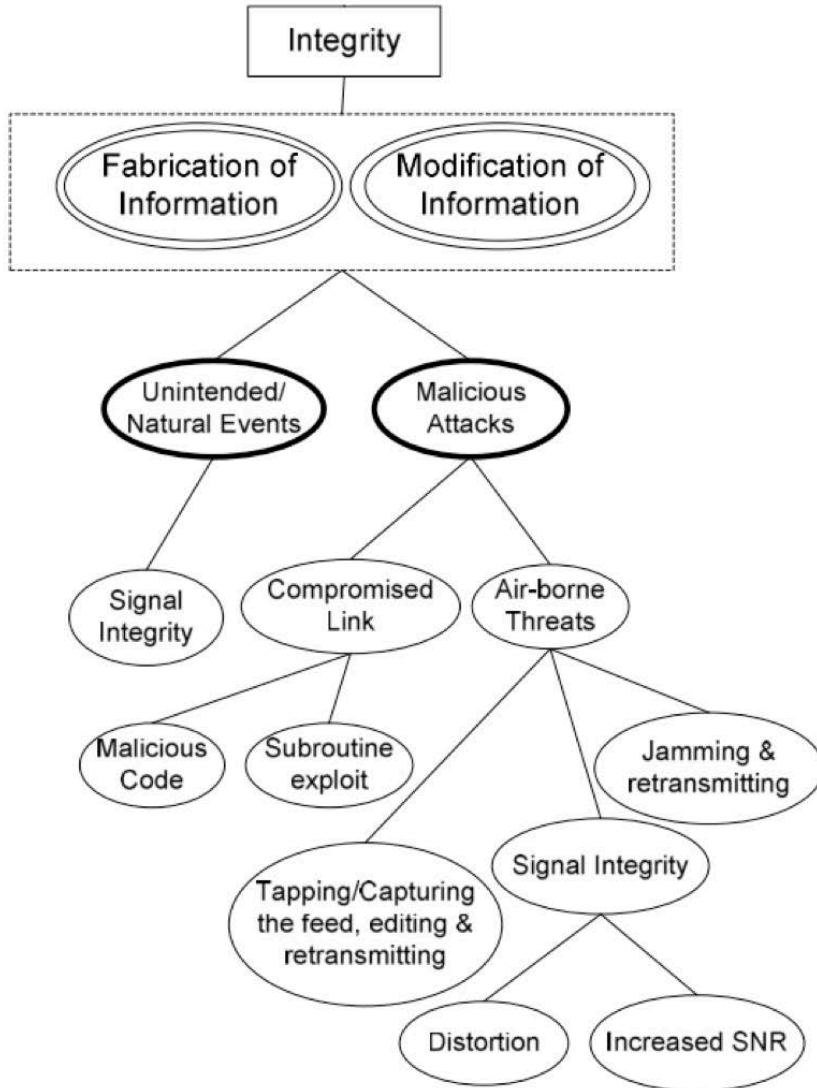 Integrity
Fabrication of
Information
Modification of
Information
Unintended/
Natural Events
Malicious
Attacks
Signal
Integrity
Compromised
Link
Air-borne
Threats
Malicious
Code
Subroutine
exploit
Jamming &
retransmitting
Signal Integrity
Tapping/Capturing
the feed, editing &
retransmitting
Distortion
Increased SNR